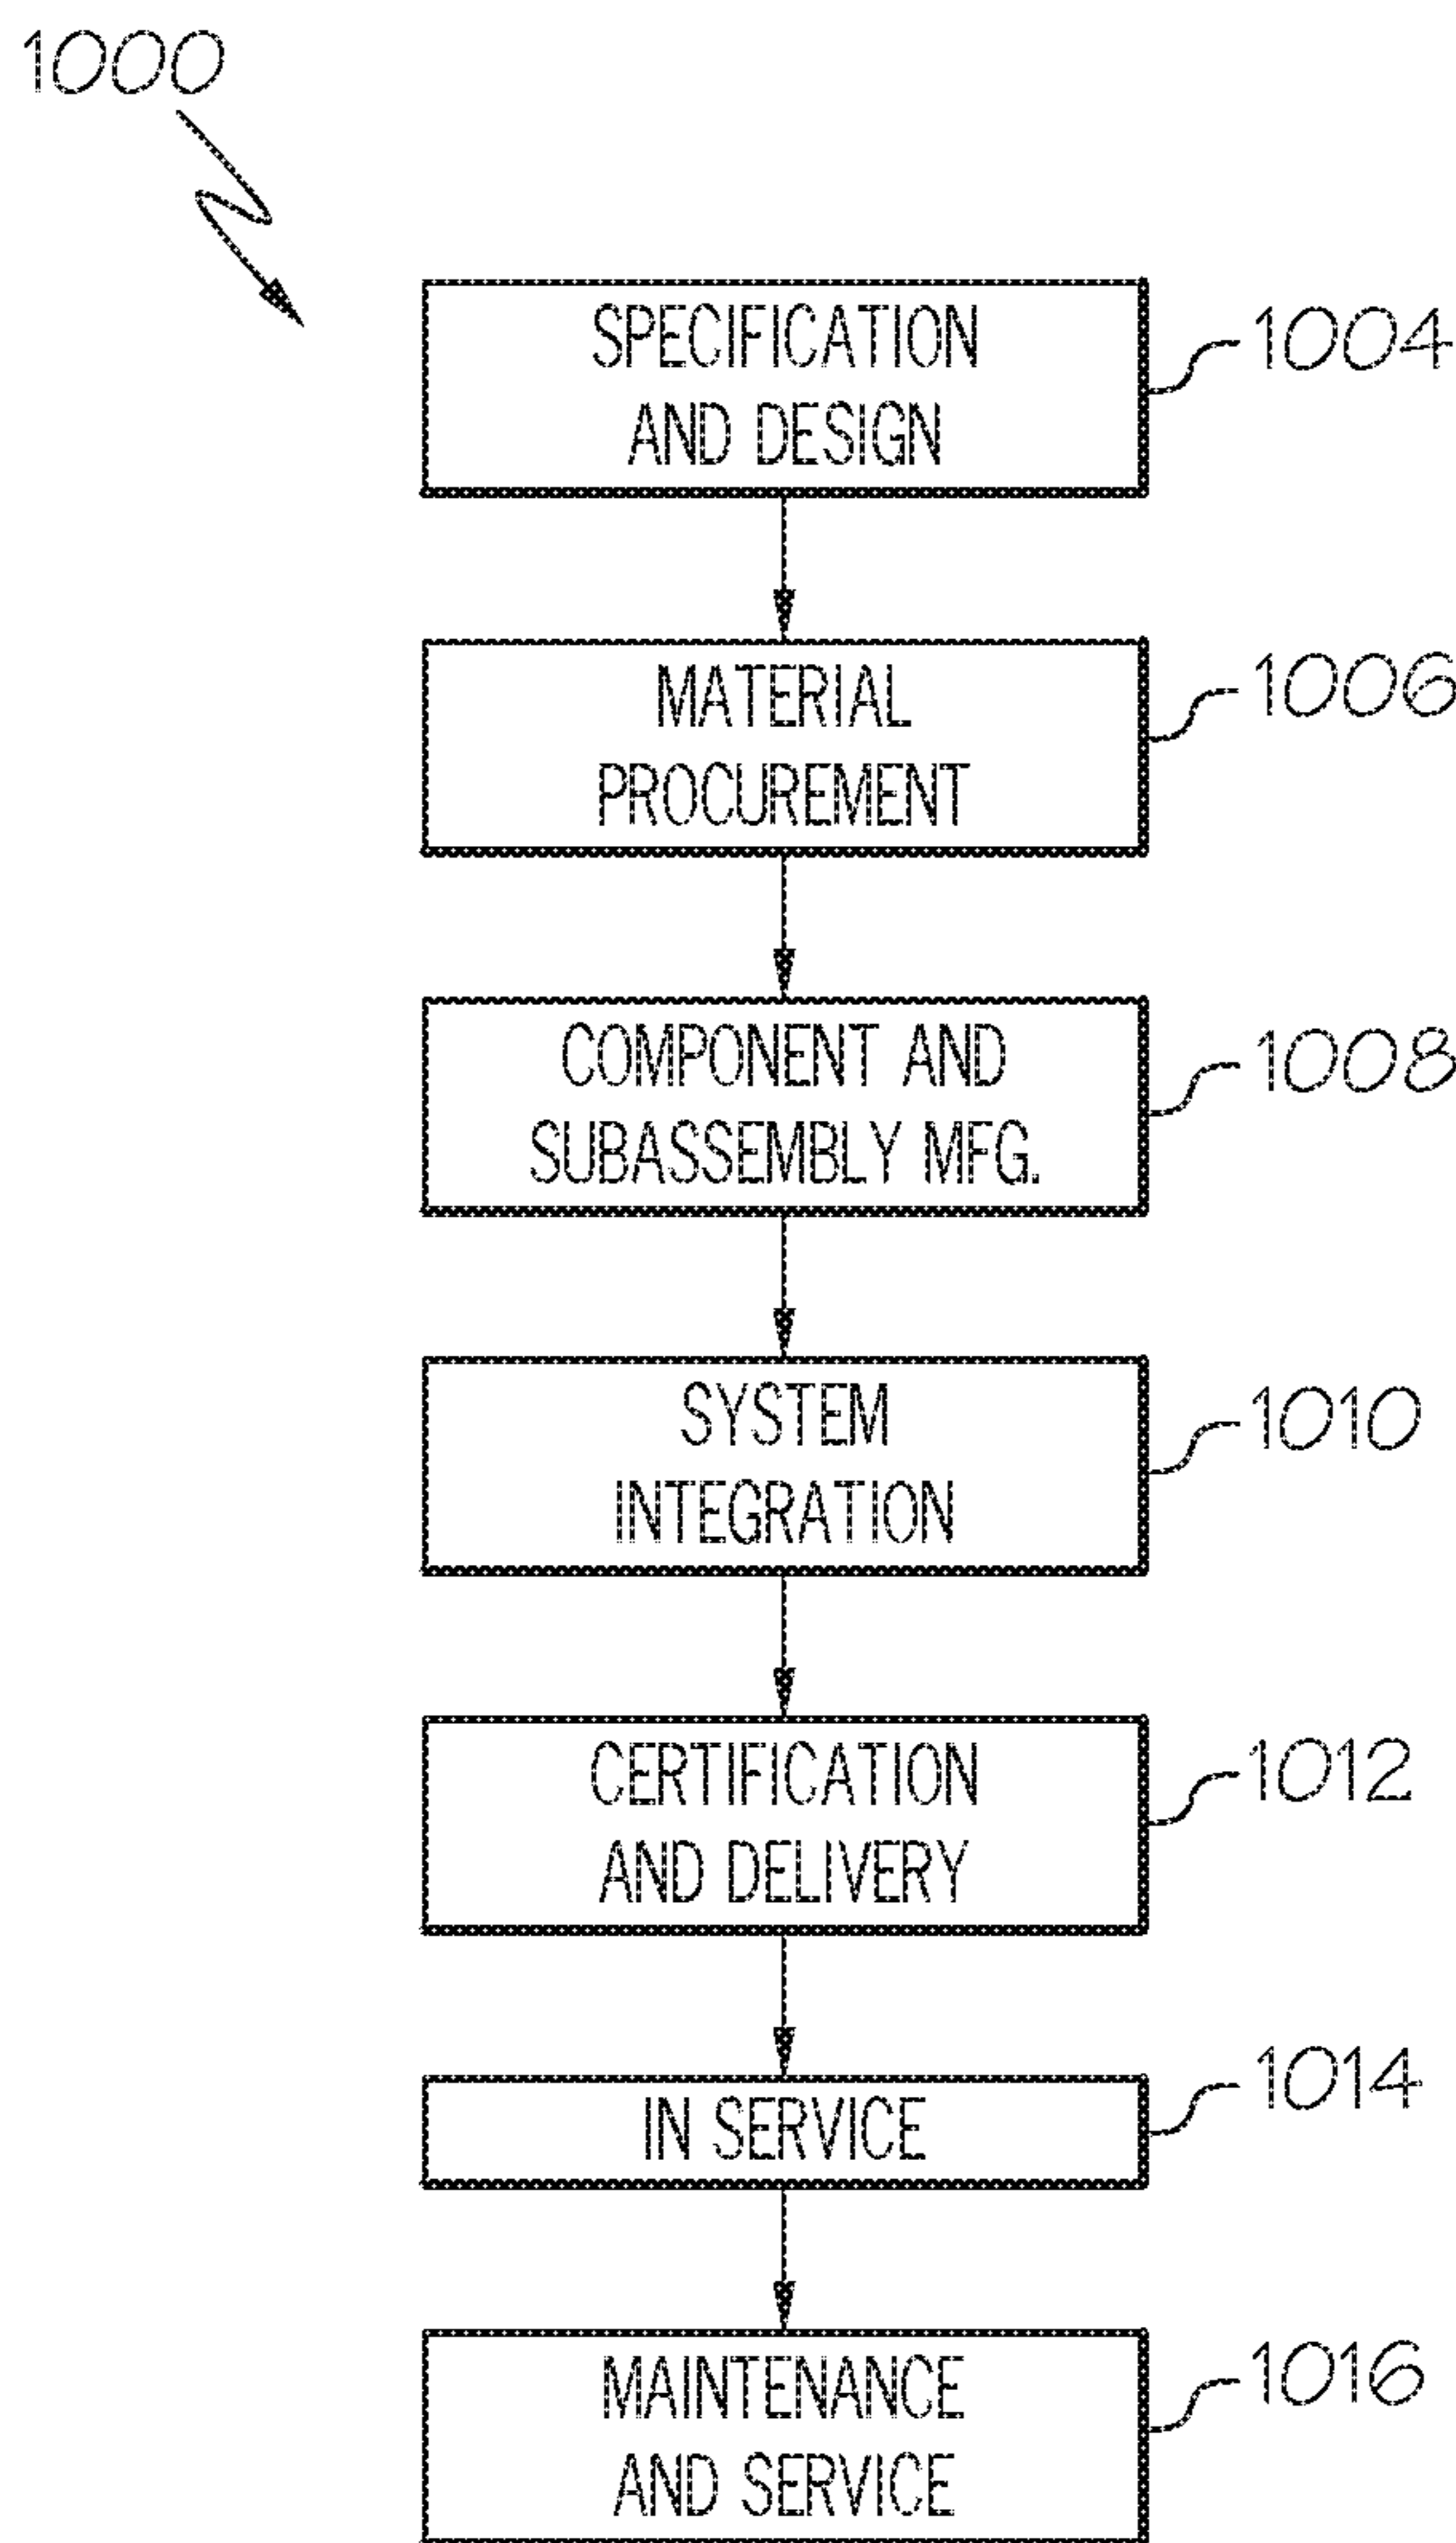 1000
SPECIFICATION
AND DESIGN
1004
MATERIAL
PROCUREMENT
1006
COMPONENT AND
SUBASSEMBLY MFG.
1008
SYSTEM
INTEGRATION
1010
CERTIFICATION
AND DELIVERY
1012
IN SERVICE
1014
MAINTENANCE
AND SERVICE
1016